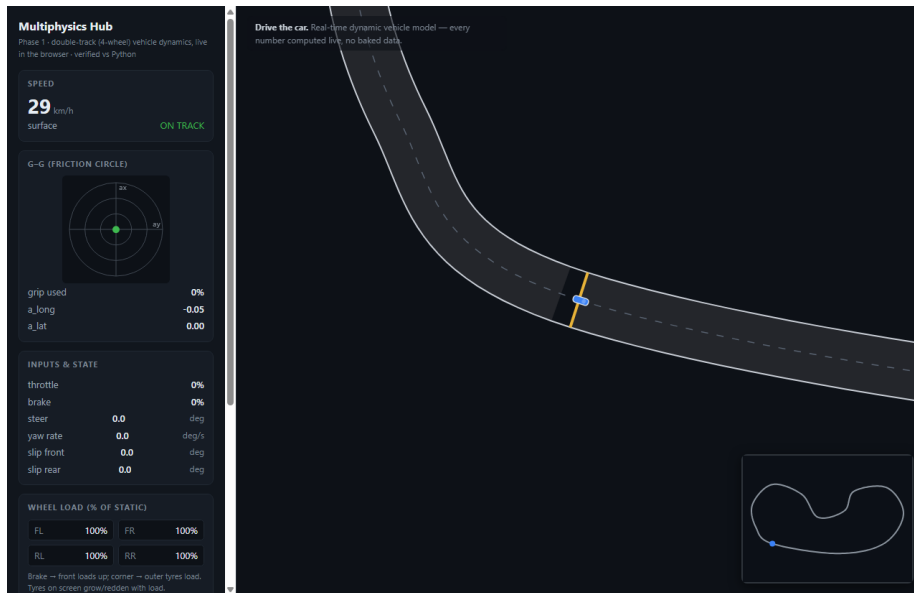 Multiphysics Hub
Phase 1 · double-track (4-wheel) vehicle dynamics, live
in the browser · verified vs Python
SPEED
29 km/h
surface ON TRACK
G–G (FRICTION CIRCLE)
ax
ay
grip used 0%
a_long -0.05
a_lat 0.00
INPUTS & STATE
throttle 0%
brake 0%
steer 0.0 deg
yaw rate 0.0 deg/s
slip front 0.0 deg
slip rear 0.0 deg
WHEEL LOAD (% OF STATIC)
FL 100% FR 100%
RL 100% RR 100%
Brake → front loads up; corner → outer tyres load.
Tyres on screen grow/redden with load.
Drive the car. Real-time dynamic vehicle model — every
number computed live, no baked data.